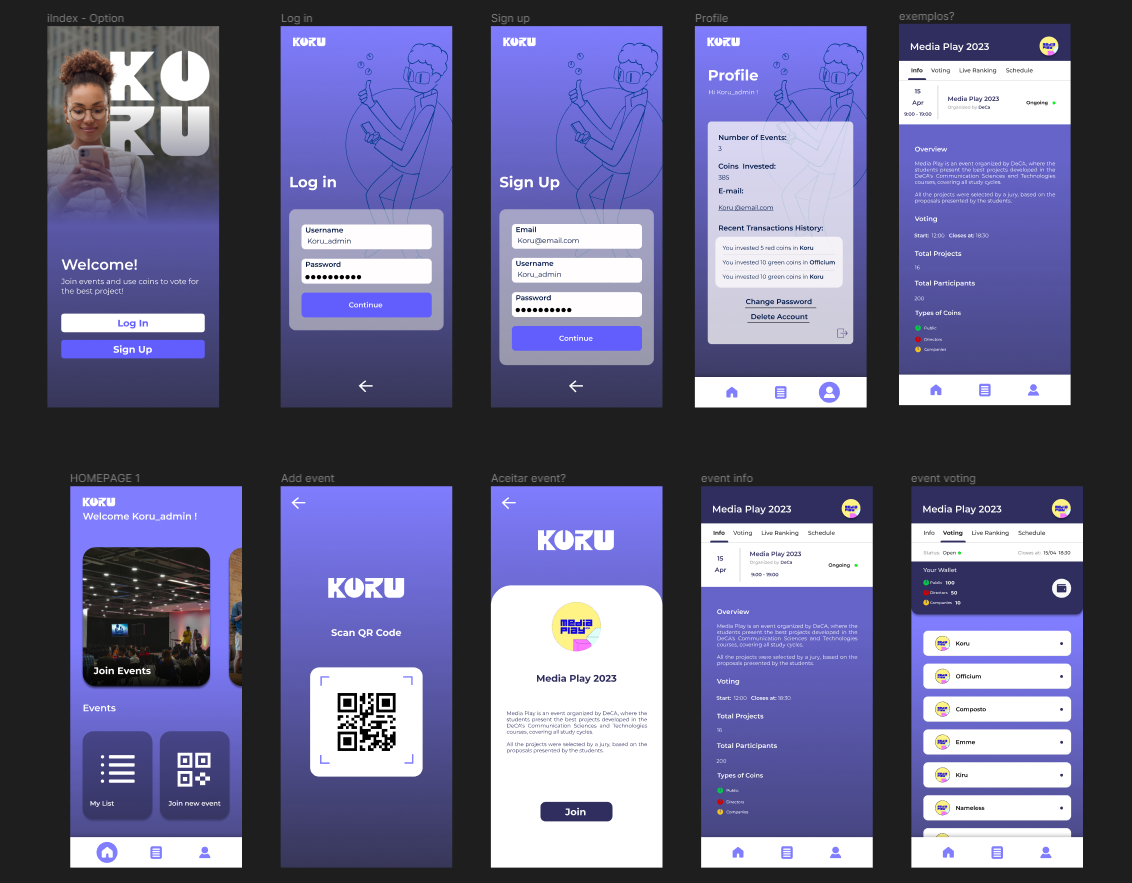 iIndex - Option
KO
RU
Welcome!
Join events and use coins to vote for
the best project!
Log In
Sign Up
Log in
KORU
Log in
Username
Koru_admin
Password
Continue
Sign up
KORU
Sign Up
Email
Koru@email.com
Username
Koru_admin
Password
Continue
Profile
KORU
Profile
Hi Koru_admin !
Number of Events:
3
Coins Invested:
385
E-mail:
Koru @email.com
Recent Transactions History:
You invested 5 red coins in Koru
You invested 10 green coins in Officium
You invested 10 green coins in Koru
Change Password
Delete Account
exemplos?
Media Play 2023
Info Voting Live Ranking Schedule
15
Apr
9:00 - 19:00
Media Play 2023
Organised by DeCa
Ongoing
Overview
Media Play is an event organized by DeCA, where the
students present the best projects developed in the
DeCA's Communication Sciences and Technologies
courses, covering all study cycles.
All the projects were selected by a jury, based on the
proposals presented by the students.
Voting
Start: 12:00 Closes at: 18:30
Total Projects
16
Total Participants
200
Types of Coins
Public
Directors
Companies
HOMEPAGE 1
KORU
Welcome Koru_admin !
Join Events
Events
My List
Join new event
Add event
KORU
Scan QR Code
Aceitar event?
KORU
media
PLAY
Media Play 2023
Media Play is an event organized by DeCA, where the
students present the best projects developed in the
DeCA's Communication Sciences and Technologies
courses, covering all study cycles.
All the projects were selected by a jury, based on the
proposals presented by the students.
Join
event info
Media Play 2023
Info Voting Live Ranking Schedule
15
Apr
Media Play 2023
Organised by DeCa
9:00 - 19:00
Ongoing
Overview
Media Play is an event organized by DeCA, where the
students present the best projects developed in the
DeCA's Communication Sciences and Technologies
courses, covering all study cycles.
All the projects were selected by a jury, based on the
proposals presented by the students.
Voting
Start: 12:00 Closes at: 18:30
Total Projects
16
Total Participants
200
Types of Coins
Public
Directors
Companies
event voting
Media Play 2023
Info Voting Live Ranking Schedule
Status: Open Closes at: 15/04 18:30
Your Wallet
Public 100
Directors 50
Companies 10
Koru
Officium
Composto
Emme
Kiru
Nameless